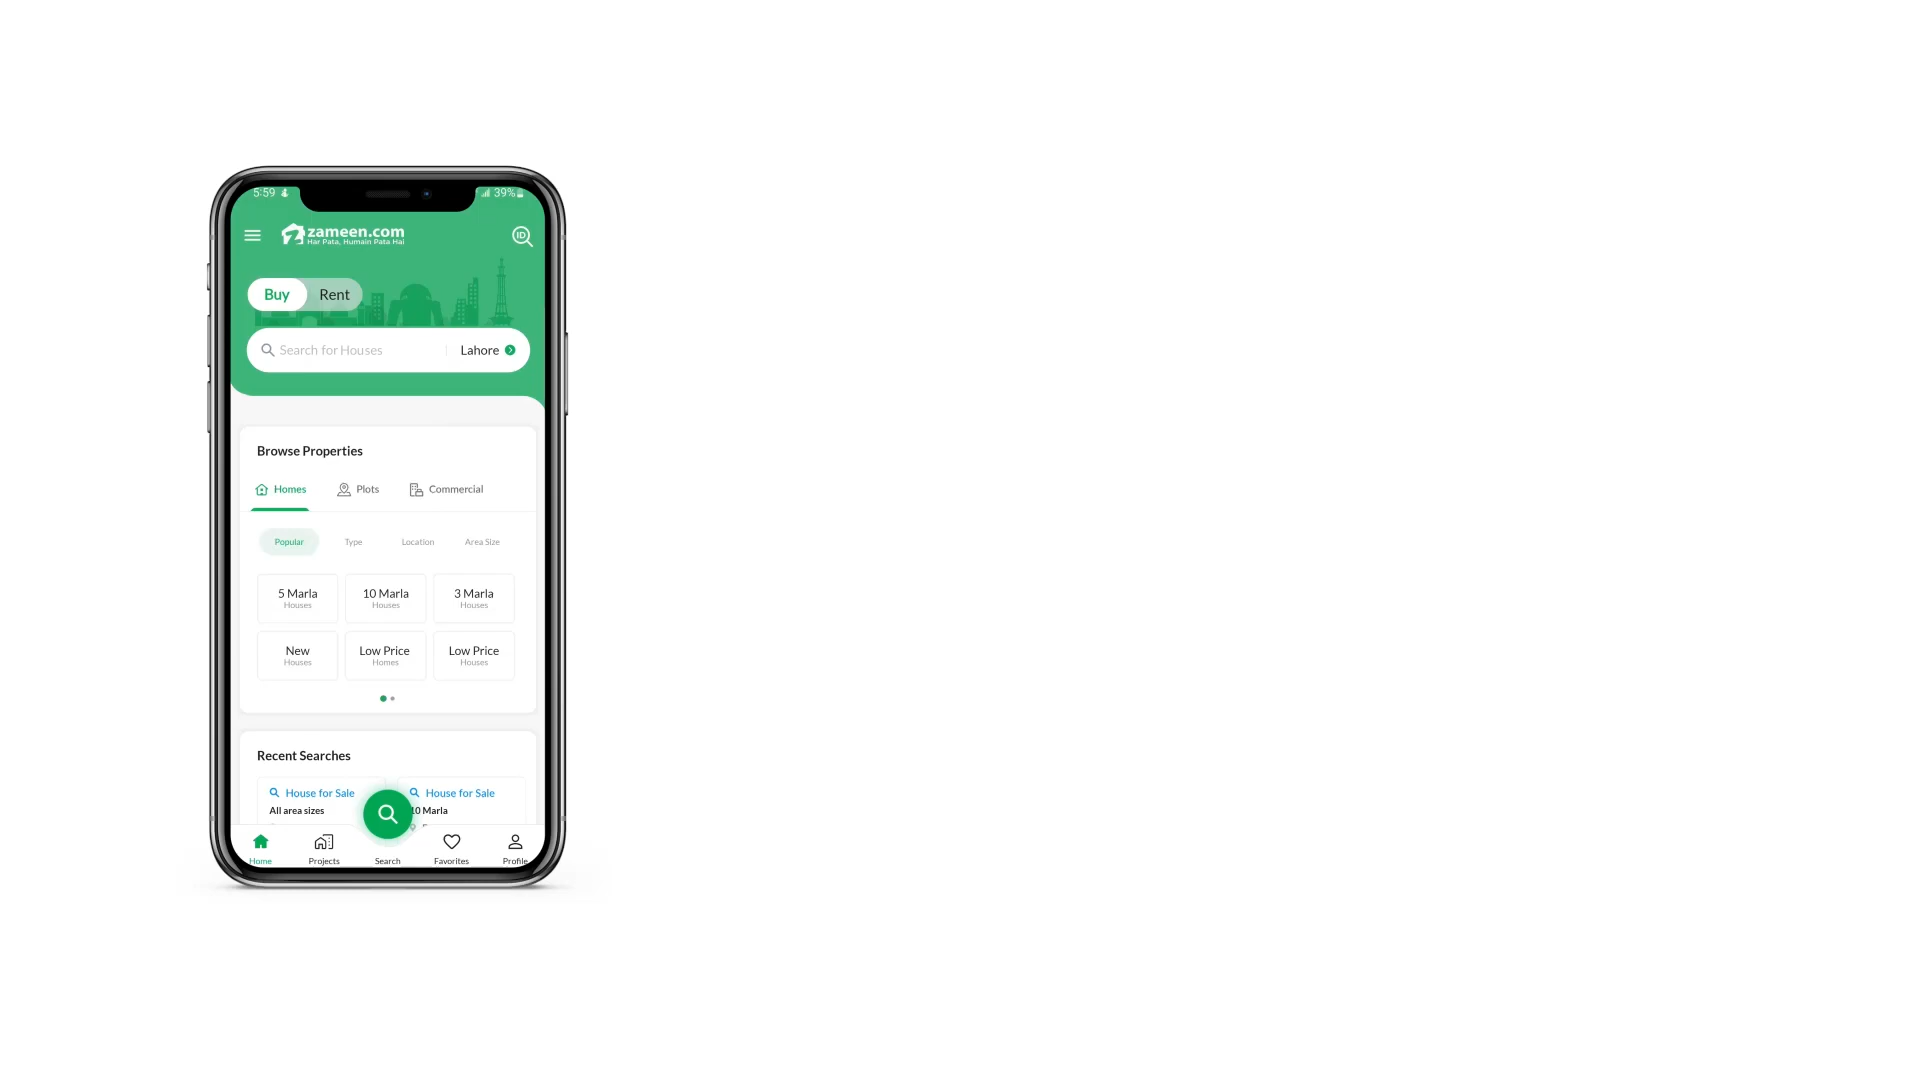 5:59
39%
zameen.com
Har Pata, Humain Pata Hai
ID
Buy Rent
Search for Houses Lahore
Browse Properties
Homes Plots Commercial
Popular Type Location Area Size
5 Marla 10 Marla 3 Marla
Houses Houses Houses
New Low Price Low Price
Houses Homes Houses
Recent Searches
House for Sale House for Sale
All area sizes 10 Marla
Home Projects Search Favorites Profile